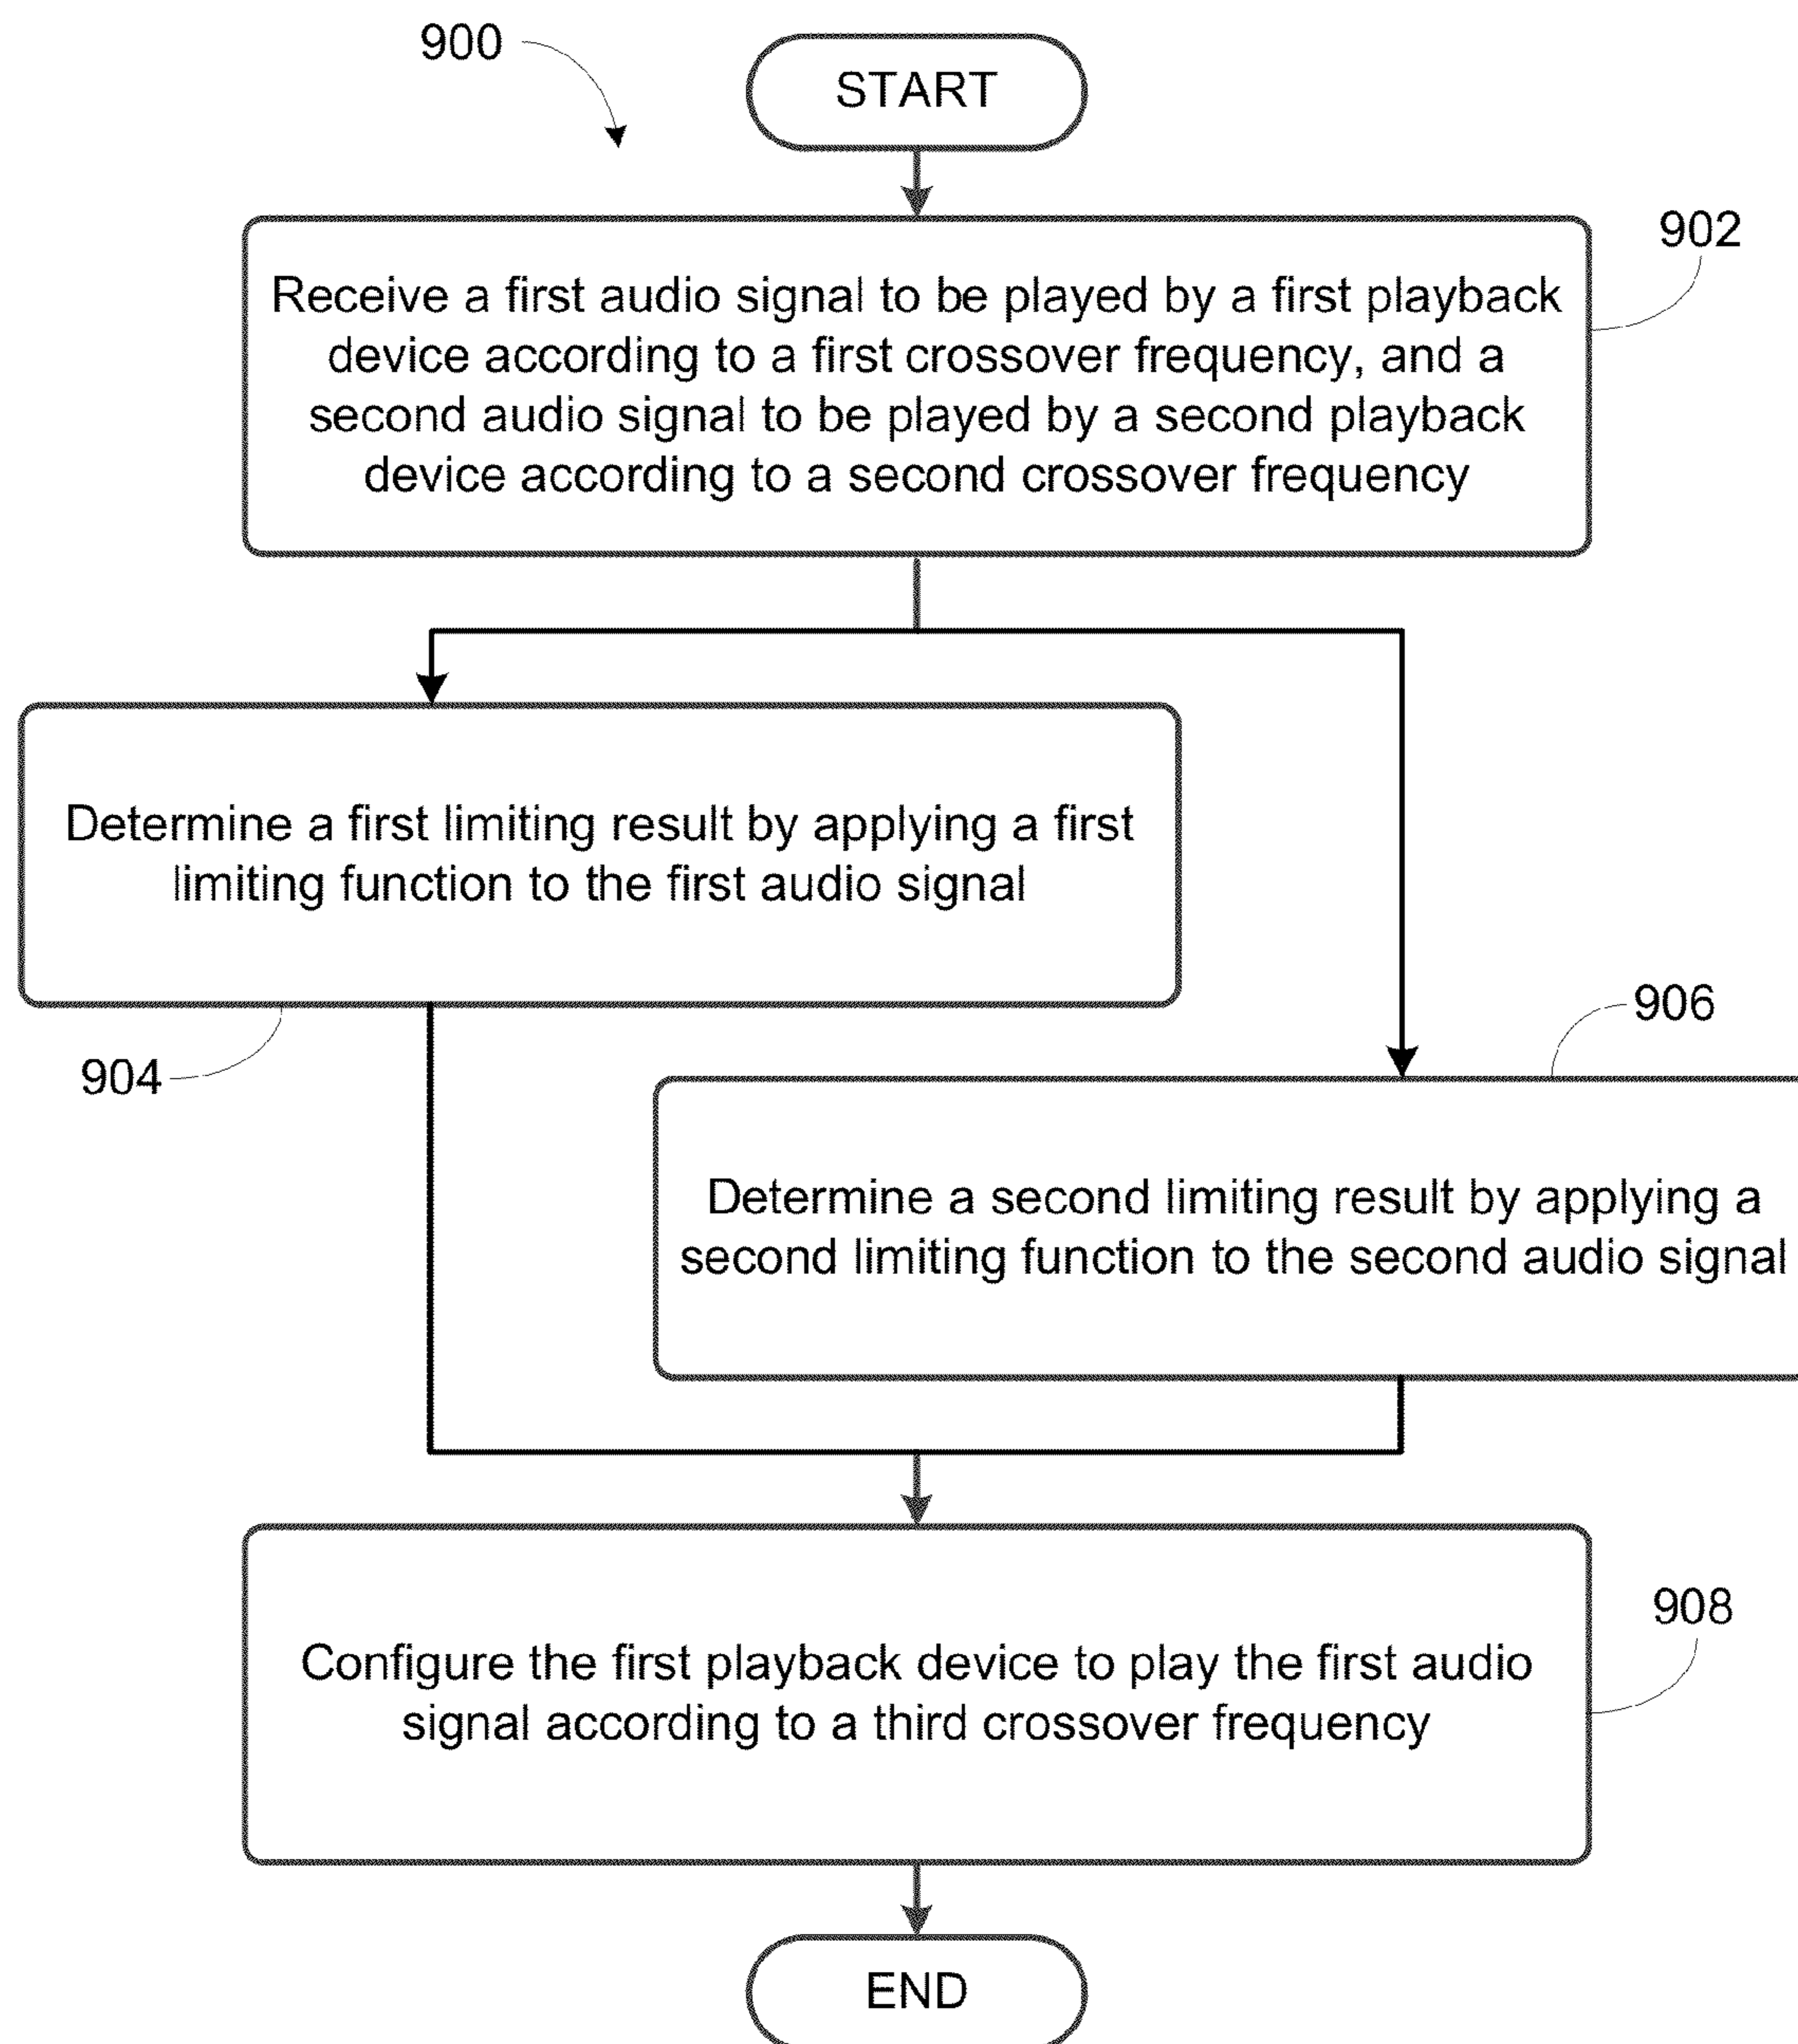 900
START
902
Receive a first audio signal to be played by a first playback
device according to a first crossover frequency, and a
second audio signal to be played by a second playback
device according to a second crossover frequency
Determine a first limiting result by applying a first
limiting function to the first audio signal
904
906
Determine a second limiting result by applying a
second limiting function to the second audio signal
908
Configure the first playback device to play the first audio
signal according to a third crossover frequency
END